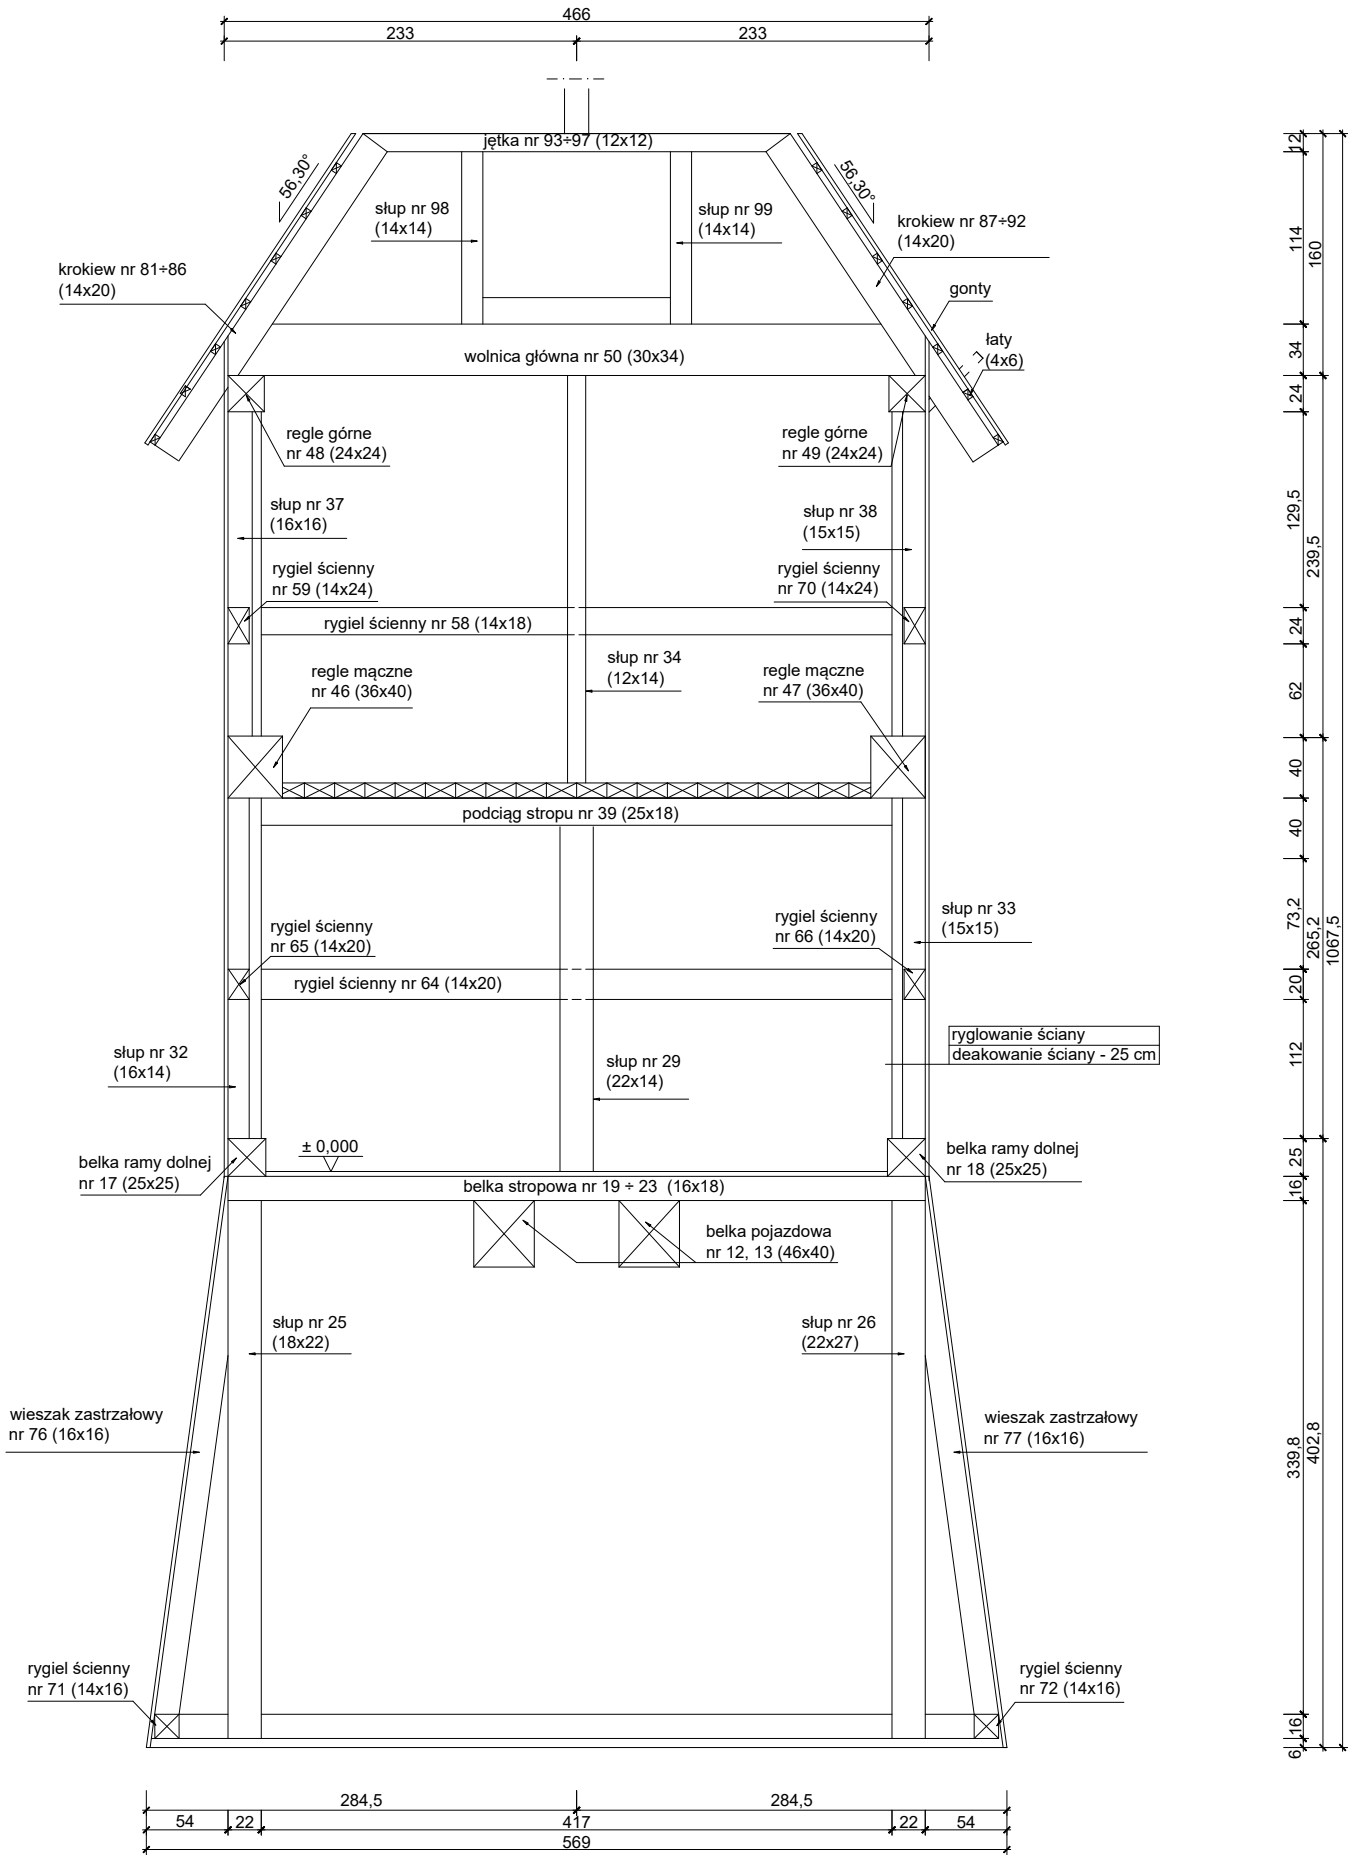 466
233
233
jętka nr 93÷97 (12x12)
56,30°
56,30°
słup nr 98
(14x14)
słup nr 99
(14x14)
krokiew nr 87÷92
(14x20)
krokiew nr 81÷86
(14x20)
gonty
łaty
(4x6)
wolnica główna nr 50 (30x34)
regle górne
nr 48 (24x24)
regle górne
nr 49 (24x24)
słup nr 37
(16x16)
słup nr 38
(15x15)
rygiel ścienny
nr 59 (14x24)
rygiel ścienny
nr 70 (14x24)
rygiel ścienny nr 58 (14x18)
słup nr 34
(12x14)
regle mączne
nr 46 (36x40)
regle mączne
nr 47 (36x40)
podciąg stropu nr 39 (25x18)
rygiel ścienny
nr 65 (14x20)
rygiel ścienny
nr 66 (14x20)
słup nr 33
(15x15)
rygiel ścienny nr 64 (14x20)
ryglowanie ściany
deakowanie ściany - 25 cm
słup nr 32
(16x14)
słup nr 29
(22x14)
± 0,000
belka ramy dolnej
nr 17 (25x25)
belka ramy dolnej
nr 18 (25x25)
belka stropowa nr 19 ÷ 23 (16x18)
belka pojazdowa
nr 12, 13 (46x40)
słup nr 25
(18x22)
słup nr 26
(22x27)
wieszak zastrzałowy
nr 76 (16x16)
wieszak zastrzałowy
nr 77 (16x16)
rygiel ścienny
nr 71 (14x16)
rygiel ścienny
nr 72 (14x16)
12
114
34
24
129,5
24
62
40
40
73,2
20
112
25
16
339,8
16
6
160
239,5
265,2
402,8
1067,5
284,5
284,5
54
22
417
22
54
569